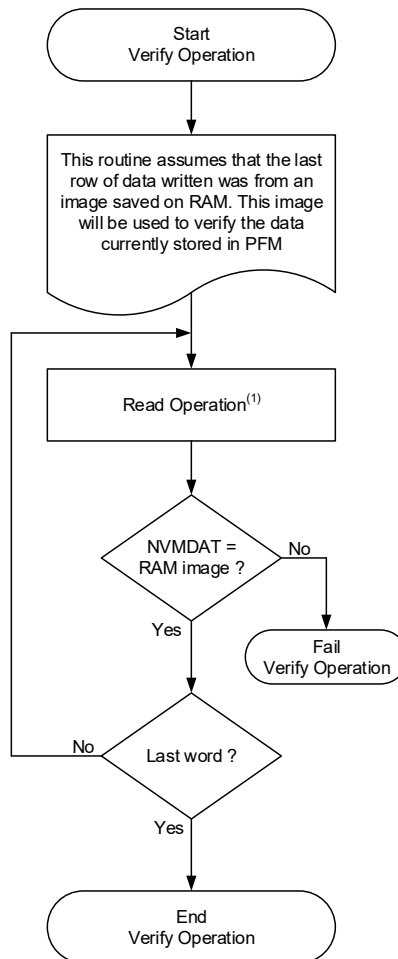 Start
Verify Operation
This routine assumes that the last
row of data written was from an
image saved on RAM. This image
will be used to verify the data
currently stored in PFM
Read Operation(1)
NVMDAT =
RAM image ?
No
Yes
Fail
Verify Operation
No
Last word ?
Yes
End
Verify Operation